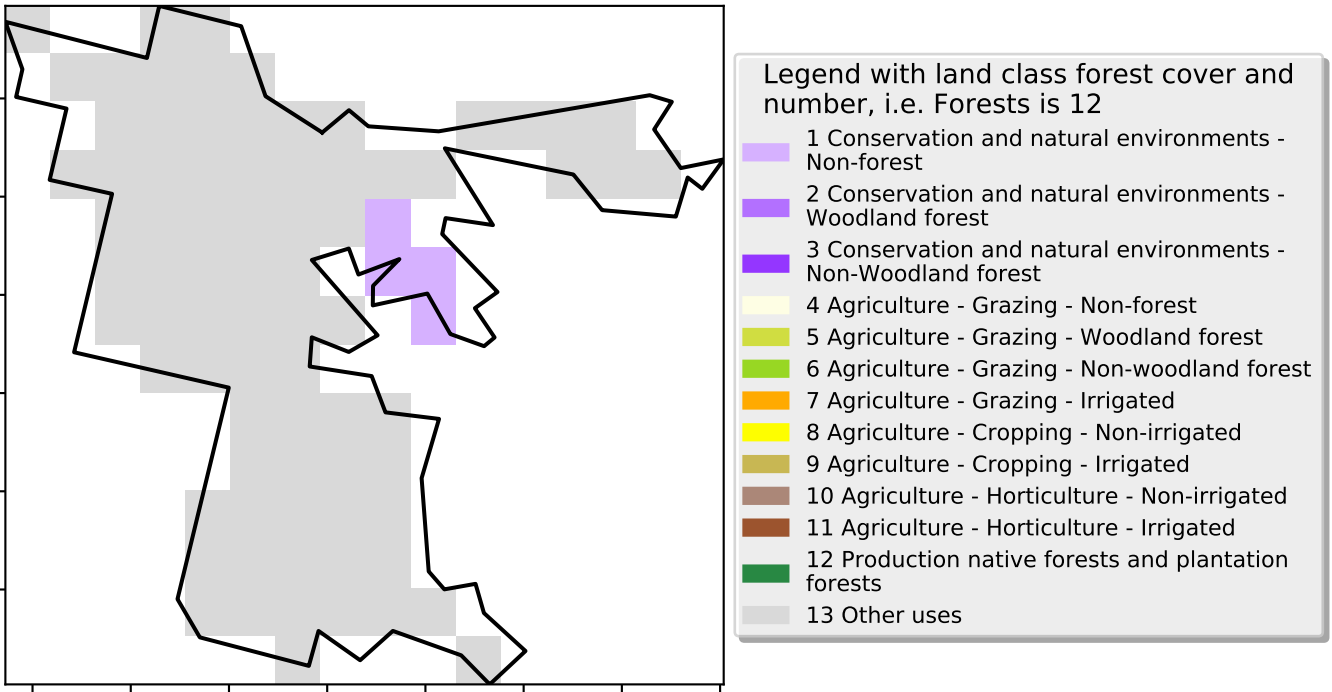 Legend with land class forest cover and
number, i.e. Forests is 12
1 Conservation and natural environments -
Non-forest
2 Conservation and natural environments -
Woodland forest
3 Conservation and natural environments -
Non-Woodland forest
4 Agriculture - Grazing - Non-forest
5 Agriculture - Grazing - Woodland forest
6 Agriculture - Grazing - Non-woodland forest
7 Agriculture - Grazing - Irrigated
8 Agriculture - Cropping - Non-irrigated
9 Agriculture - Cropping - Irrigated
10 Agriculture - Horticulture - Non-irrigated
11 Agriculture - Horticulture - Irrigated
12 Production native forests and plantation
forests
13 Other uses